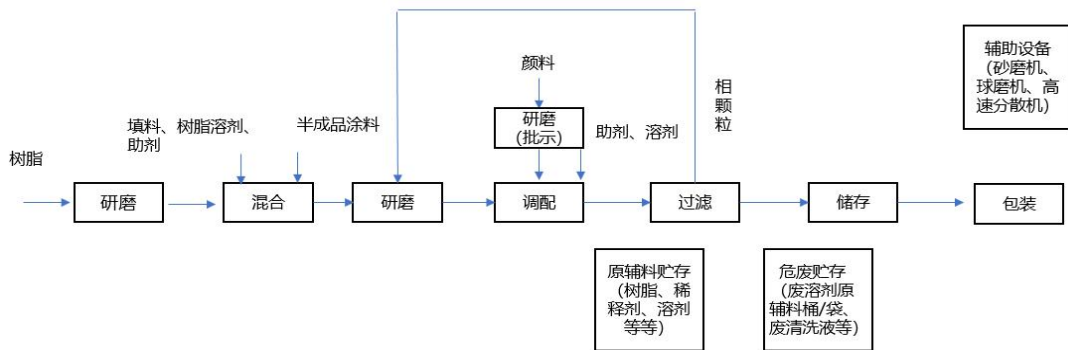 辅助设备
（砂磨机、
球磨机、高
速分散机）
颜料
相
颗
粒
研磨
(批示)
填料、树脂溶剂、
助剂
半成品涂料
助剂、溶剂
树脂
研磨
混合
研磨
调配
过滤
储存
包装
原辅料贮存
（树脂、稀
释剂、溶剂
等等）
危废贮存
（废溶剂原
辅料桶/袋、
废清洗液等）